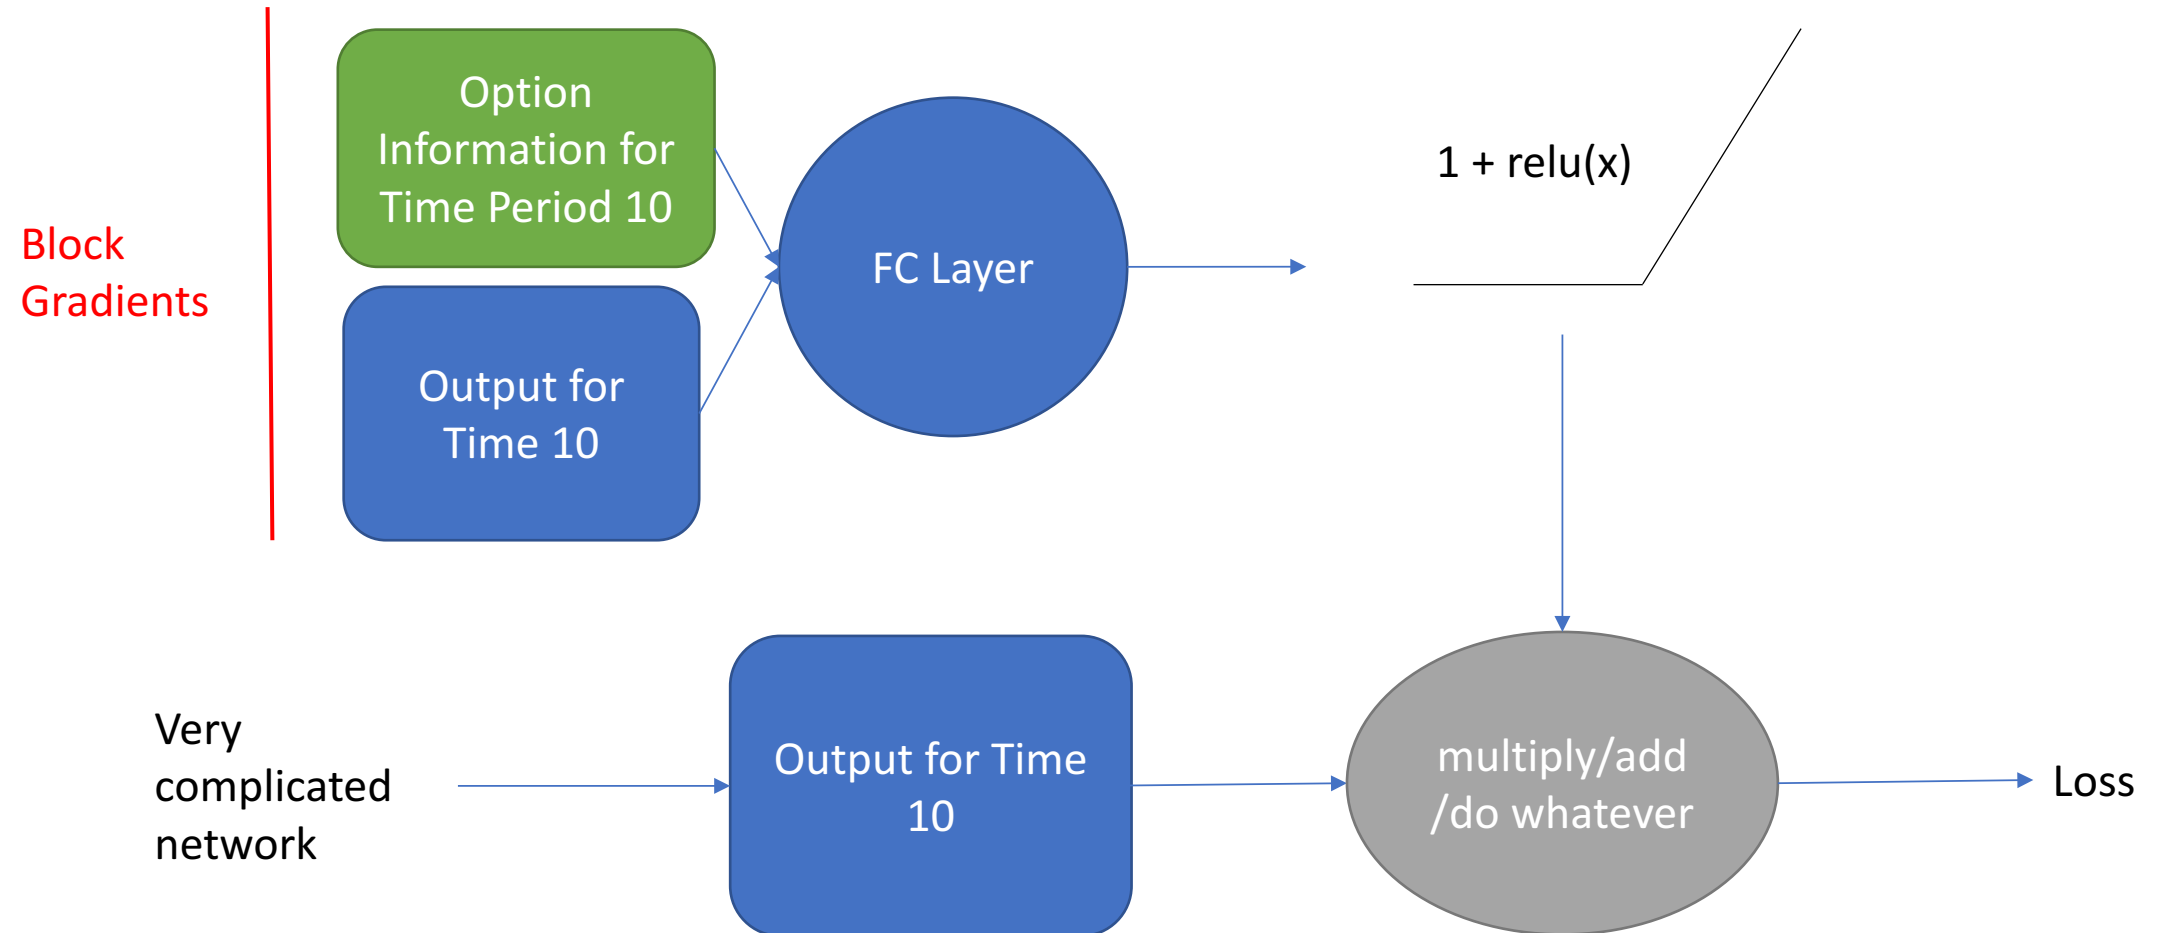 Block
Gradients
Option
Information for
Time Period 10
Output for
Time 10
FC Layer
1 + relu(x)
Very
complicated
network
Output for Time
10
multiply/add
/do whatever
Loss